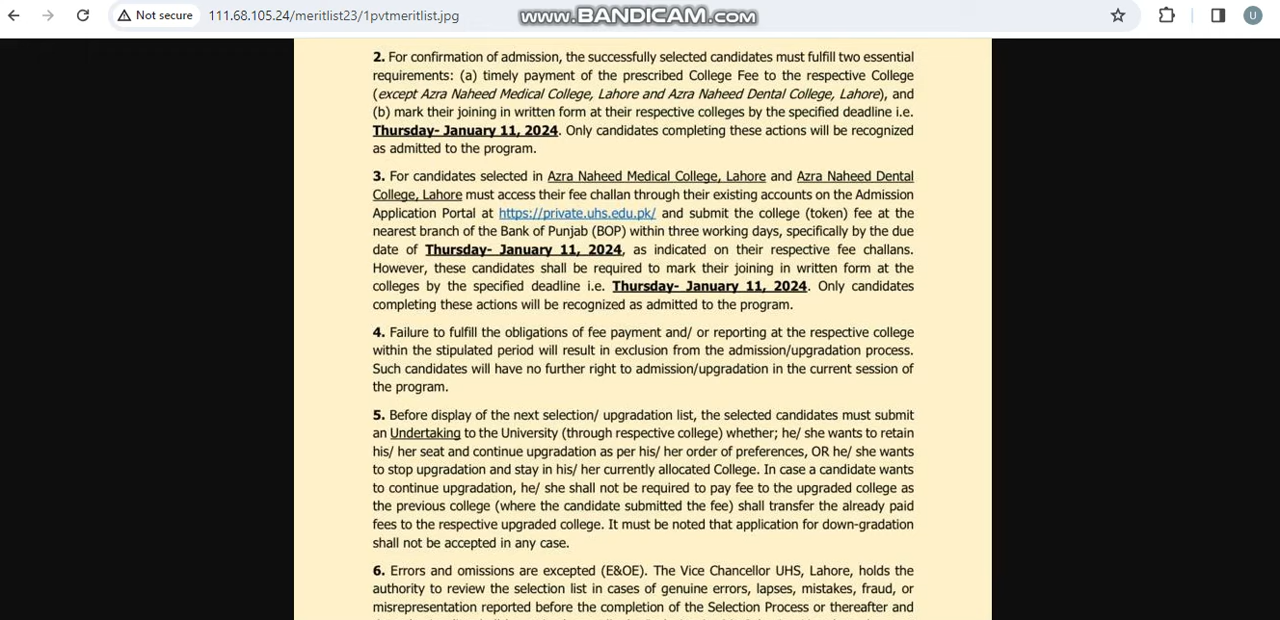 Not secure 111.68.105.24/meritlist23/1pvtmeritlist.jpg www.BANDICAM.com U
2. For confirmation of admission, the successfully selected candidates must fulfill two essential
requirements: (a) timely payment of the prescribed College Fee to the respective College
(except Azra Naheed Medical College, Lahore and Azra Naheed Dental College, Lahore), and
(b) mark their joining in written form at their respective colleges by the specified deadline i.e.
Thursday- January 11, 2024. Only candidates completing these actions will be recognized
as admitted to the program.
3. For candidates selected in Azra Naheed Medical College, Lahore and Azra Naheed Dental
College, Lahore must access their fee challan through their existing accounts on the Admission
Application Portal at https://private.uhs.edu.pk/ and submit the college (token) fee at the
nearest branch of the Bank of Punjab (BOP) within three working days, specifically by the due
date of Thursday- January 11, 2024, as indicated on their respective fee challans.
However, these candidates shall be required to mark their joining in written form at the
colleges by the specified deadline i.e. Thursday- January 11, 2024. Only candidates
completing these actions will be recognized as admitted to the program.
4. Failure to fulfill the obligations of fee payment and/ or reporting at the respective college
within the stipulated period will result in exclusion from the admission/upgradation process.
Such candidates will have no further right to admission/upgradation in the current session of
the program.
5. Before display of the next selection/ upgradation list, the selected candidates must submit
an Undertaking to the University (through respective college) whether; he/ she wants to retain
his/ her seat and continue upgradation as per his/ her order of preferences, OR he/ she wants
to stop upgradation and stay in his/ her currently allocated College. In case a candidate wants
to continue upgradation, he/ she shall not be required to pay fee to the upgraded college as
the previous college (where the candidate submitted the fee) shall transfer the already paid
fees to the respective upgraded college. It must be noted that application for down-gradation
shall not be accepted in any case.
6. Errors and omissions are excepted (E&OE). The Vice Chancellor UHS, Lahore, holds the
authority to review the selection list in cases of genuine errors, lapses, mistakes, fraud, or
misrepresentation reported before the completion of the Selection Process or thereafter and